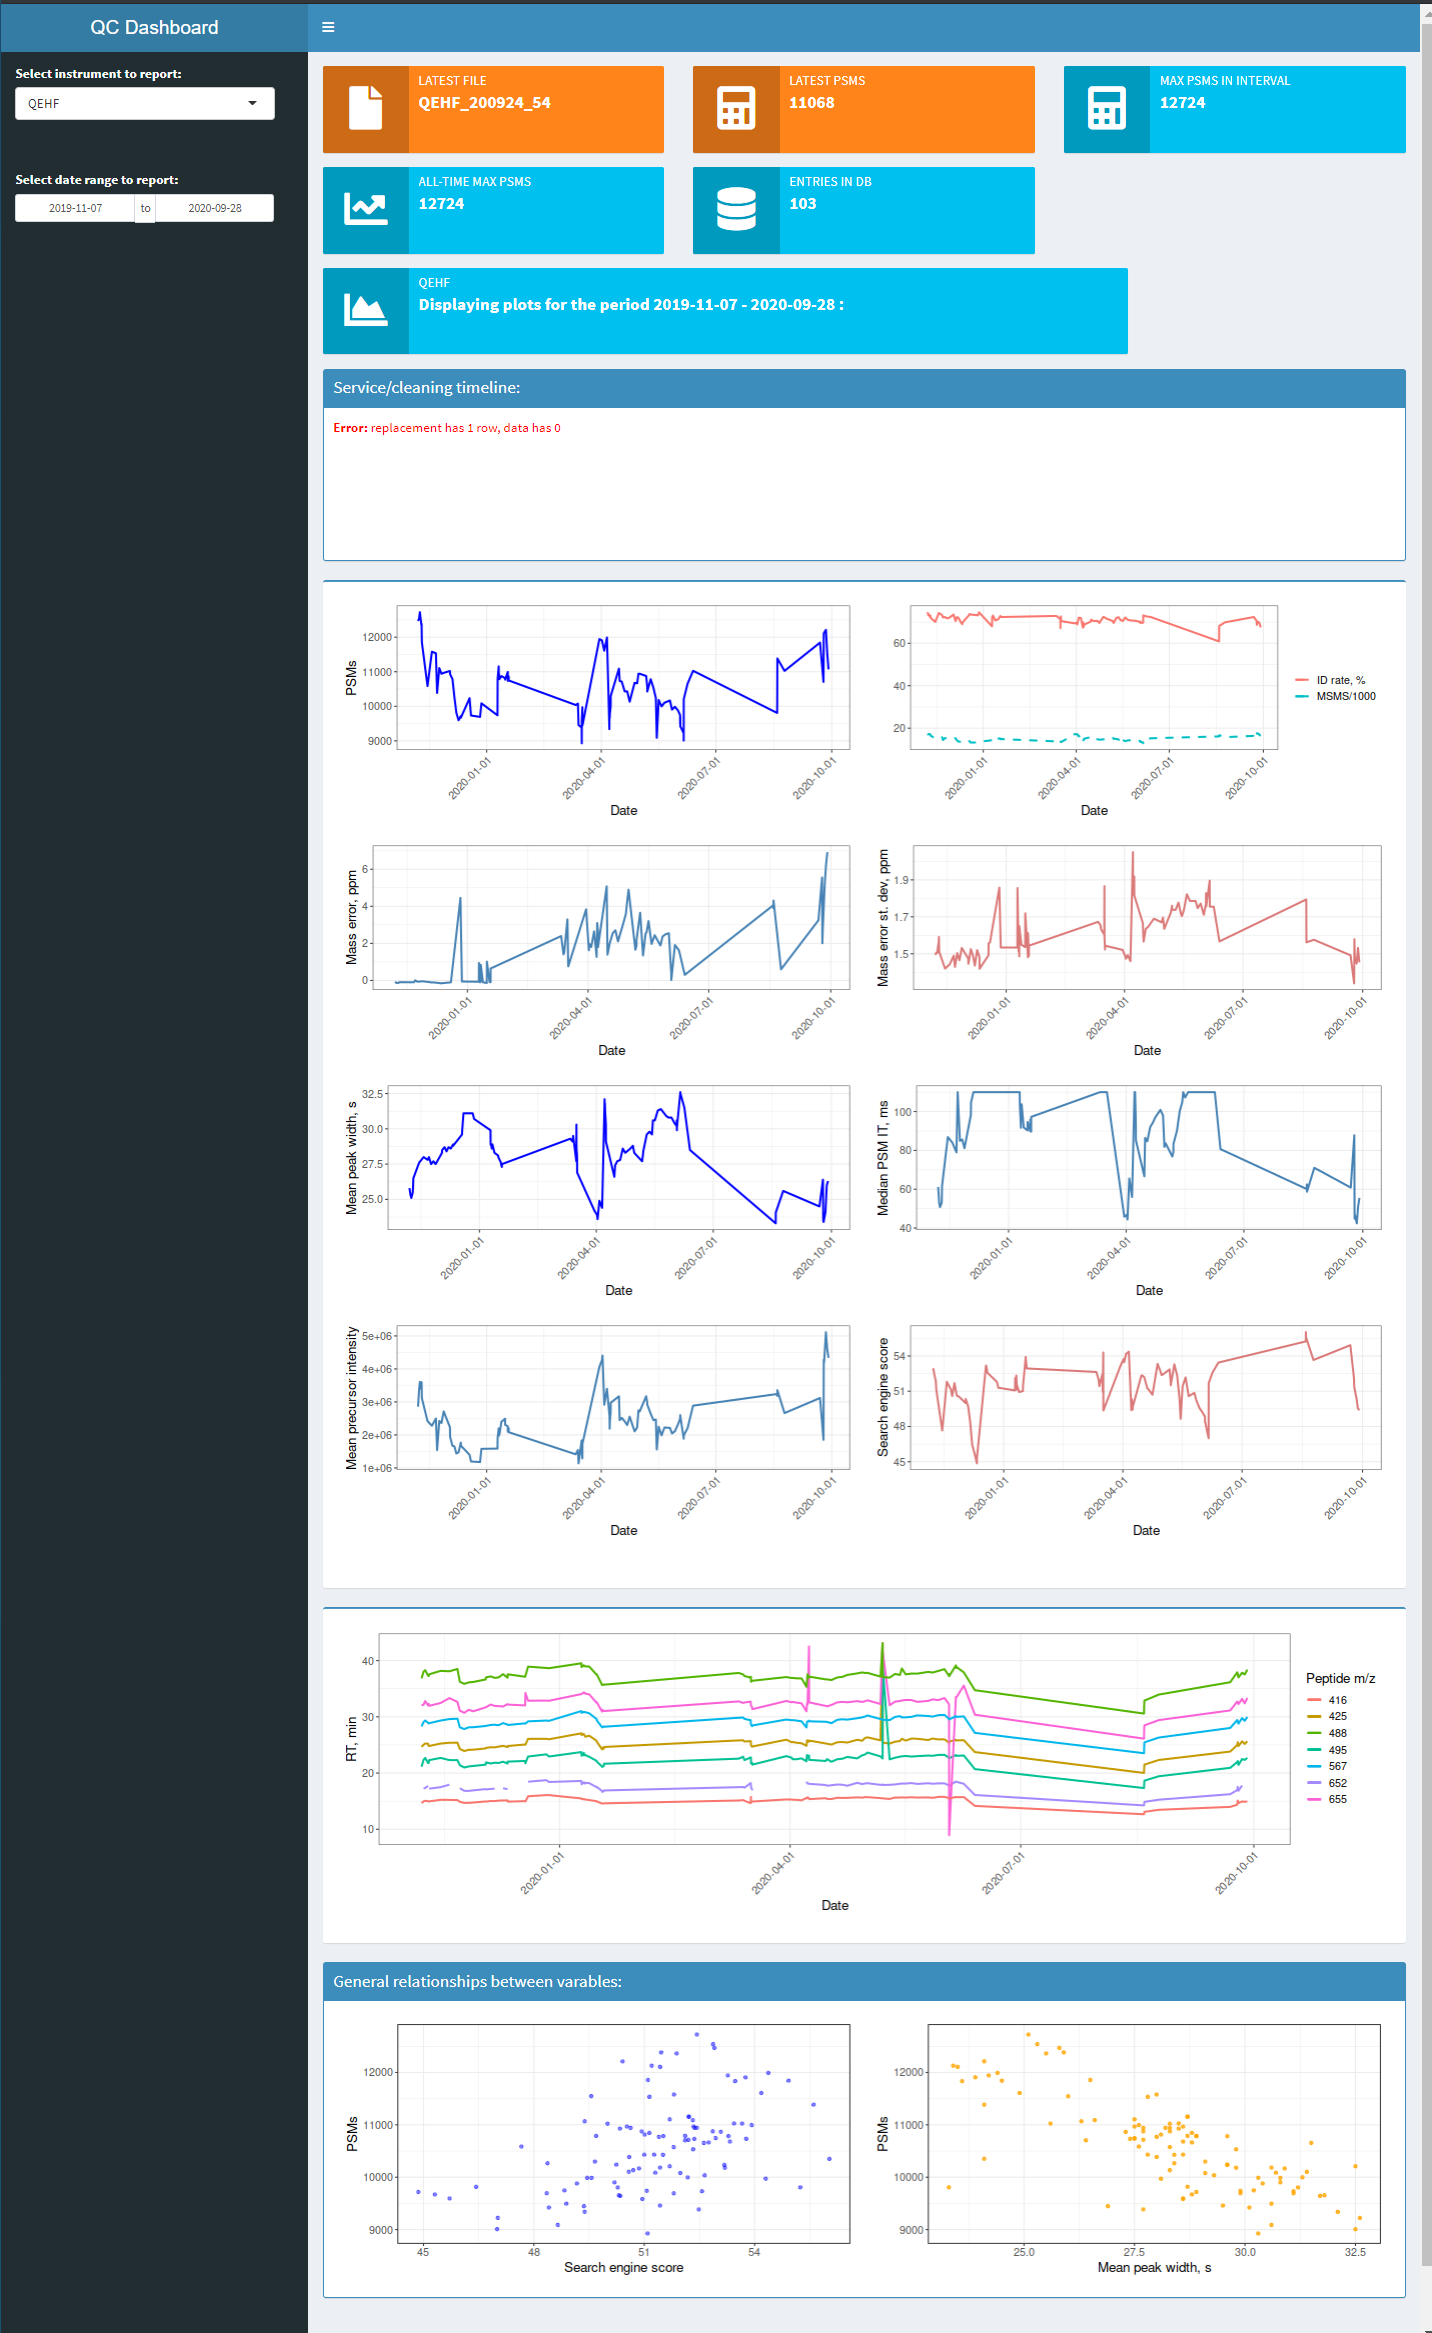 QC Dashboard
Select instrument to report:
QEHF
Select date range to report:
2019-11-07 to 2020-09-28
LATEST FILE
QEHF_200924_54
LATEST PSMS
11068
MAX PSMS IN INTERVAL
12724
ALL-TIME MAX PSMS
12724
ENTRIES IN DB
103
QEHF
Displaying plots for the period 2019-11-07 - 2020-09-28 :
Service/cleaning timeline:
Error: replacement has 1 row, data has 0
PSMs
12000
11000
10000
9000
2020-01-01
2020-04-01
2020-07-01
2020-10-01
Date
60
40
20
2020-01-01
2020-04-01
2020-07-01
2020-10-01
Date
ID rate, %
MSMS/1000
Mass error, ppm
6
4
2
0
2020-01-01
2020-04-01
2020-07-01
2020-10-01
Date
Mass error st. dev, ppm
1.9
1.7
1.5
2020-01-01
2020-04-01
2020-07-01
2020-10-01
Date
Mean peak width, s
32.5
30.0
27.5
25.0
2020-01-01
2020-04-01
2020-07-01
2020-10-01
Date
Median PSM IT, ms
100
80
60
40
2020-01-01
2020-04-01
2020-07-01
2020-10-01
Date
Mean precursor intensity
5e+06
4e+06
3e+06
2e+06
1e+06
2020-01-01
2020-04-01
2020-07-01
2020-10-01
Date
Search engine score
54
51
48
45
2020-01-01
2020-04-01
2020-07-01
2020-10-01
Date
RT, min
40
30
20
10
2020-01-01
2020-04-01
2020-07-01
2020-10-01
Date
Peptide m/z
416
425
488
495
567
652
655
General relationships between varables:
PSMs
12000
11000
10000
9000
45
48
51
54
Search engine score
PSMs
12000
11000
10000
9000
25.0
27.5
30.0
32.5
Mean peak width, s